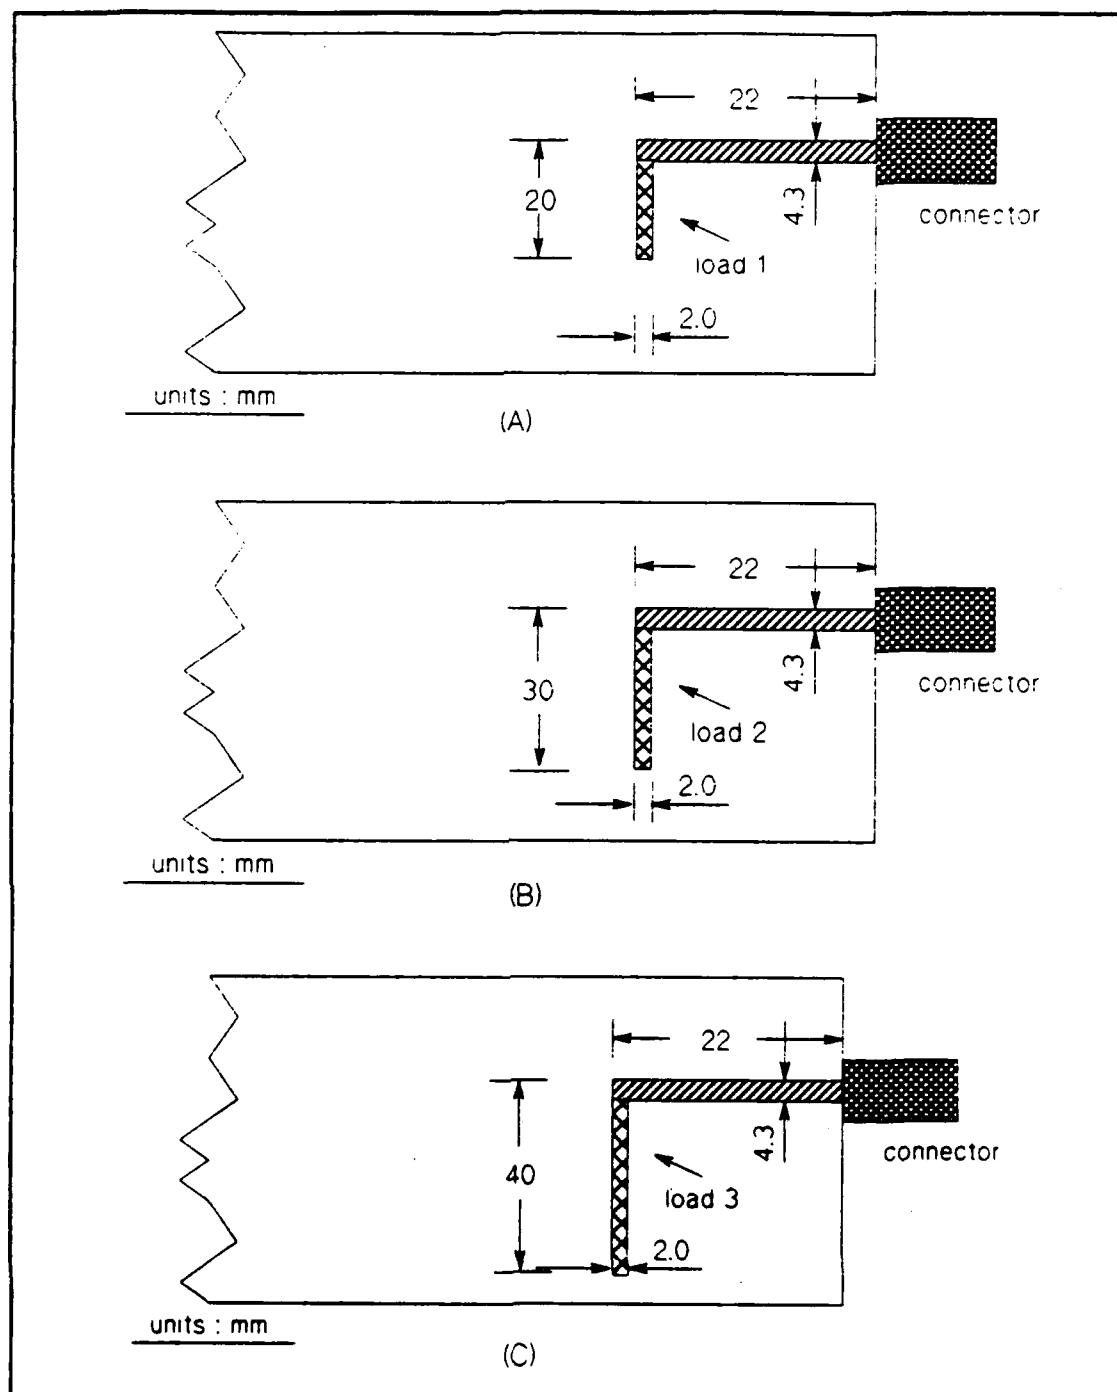 22
20
4.3
connector
load 1
2.0
units : mm
(A)
22
30
4.3
connector
load 2
2.0
units : mm
(B)
22
40
4.3
connector
load 3
2.0
units : mm
(C)